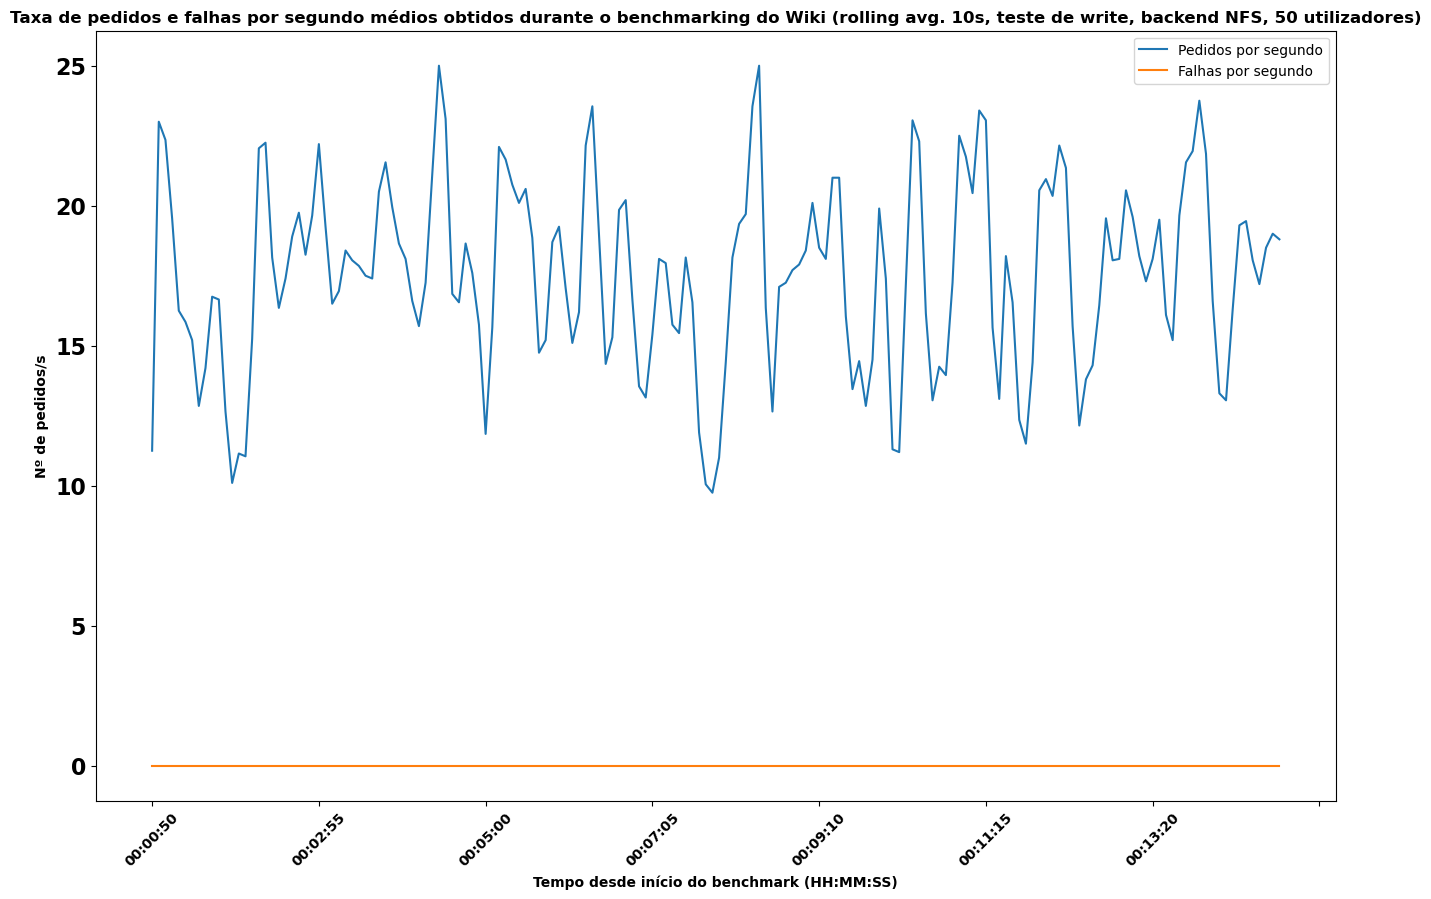 Taxa de pedidos e falhas por segundo médios obtidos durante o benchmarking do Wiki (rolling avg. 10s, teste de write, backend NFS, 50 utilizadores)
Pedidos por segundo
Falhas por segundo
25
20
15
10
5
0
Nº de pedidos/s
00:00:50
00:02:55
00:05:00
00:07:05
00:09:10
00:11:15
00:13:20
Tempo desde início do benchmark (HH:MM:SS)